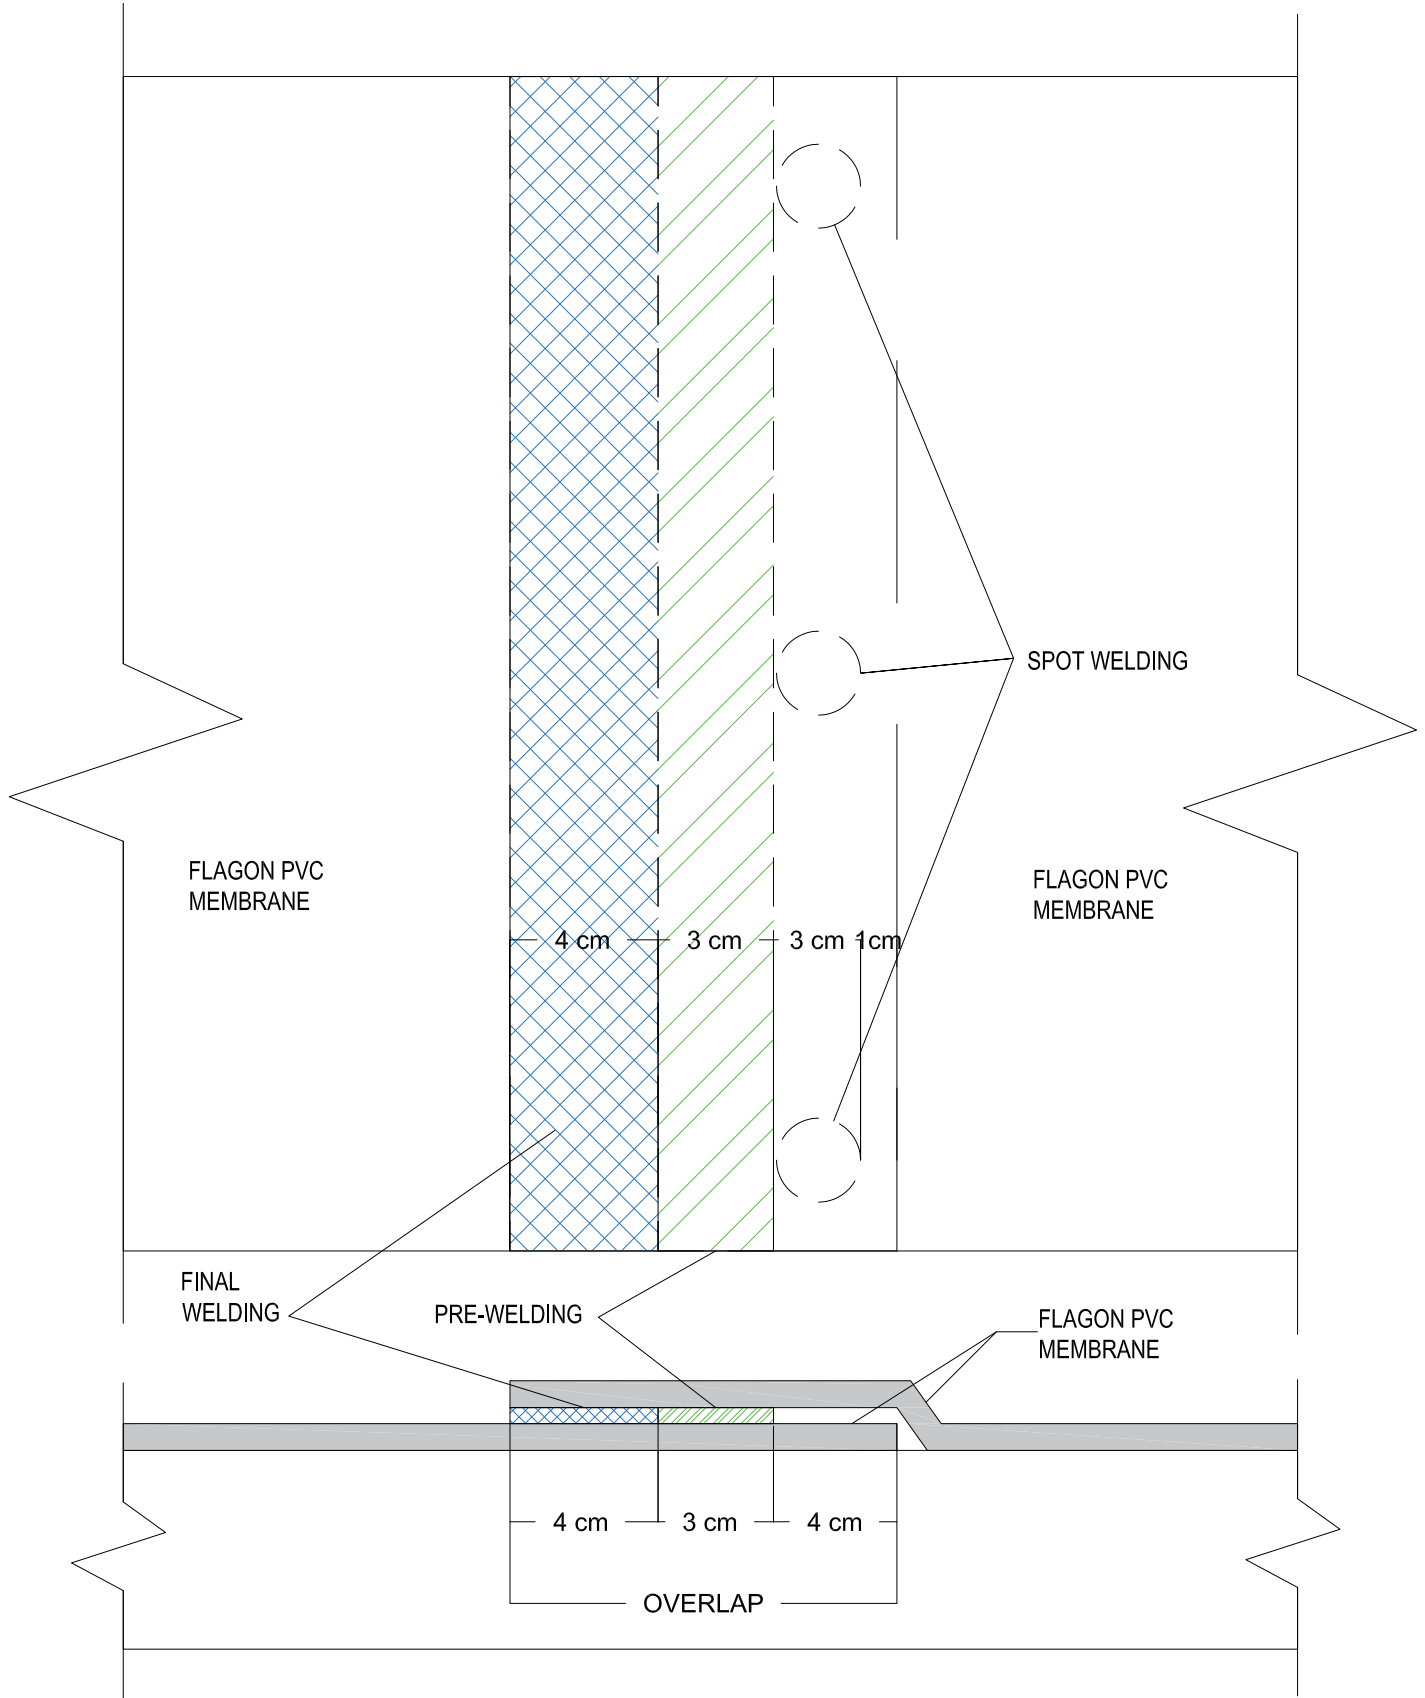 SPOT WELDING
FLAGON PVC
MEMBRANE
FLAGON PVC
MEMBRANE
4 cm 3 cm 3 cm 1cm
FINAL
WELDING
PRE-WELDING
FLAGON PVC
MEMBRANE
4 cm 3 cm 4 cm
OVERLAP